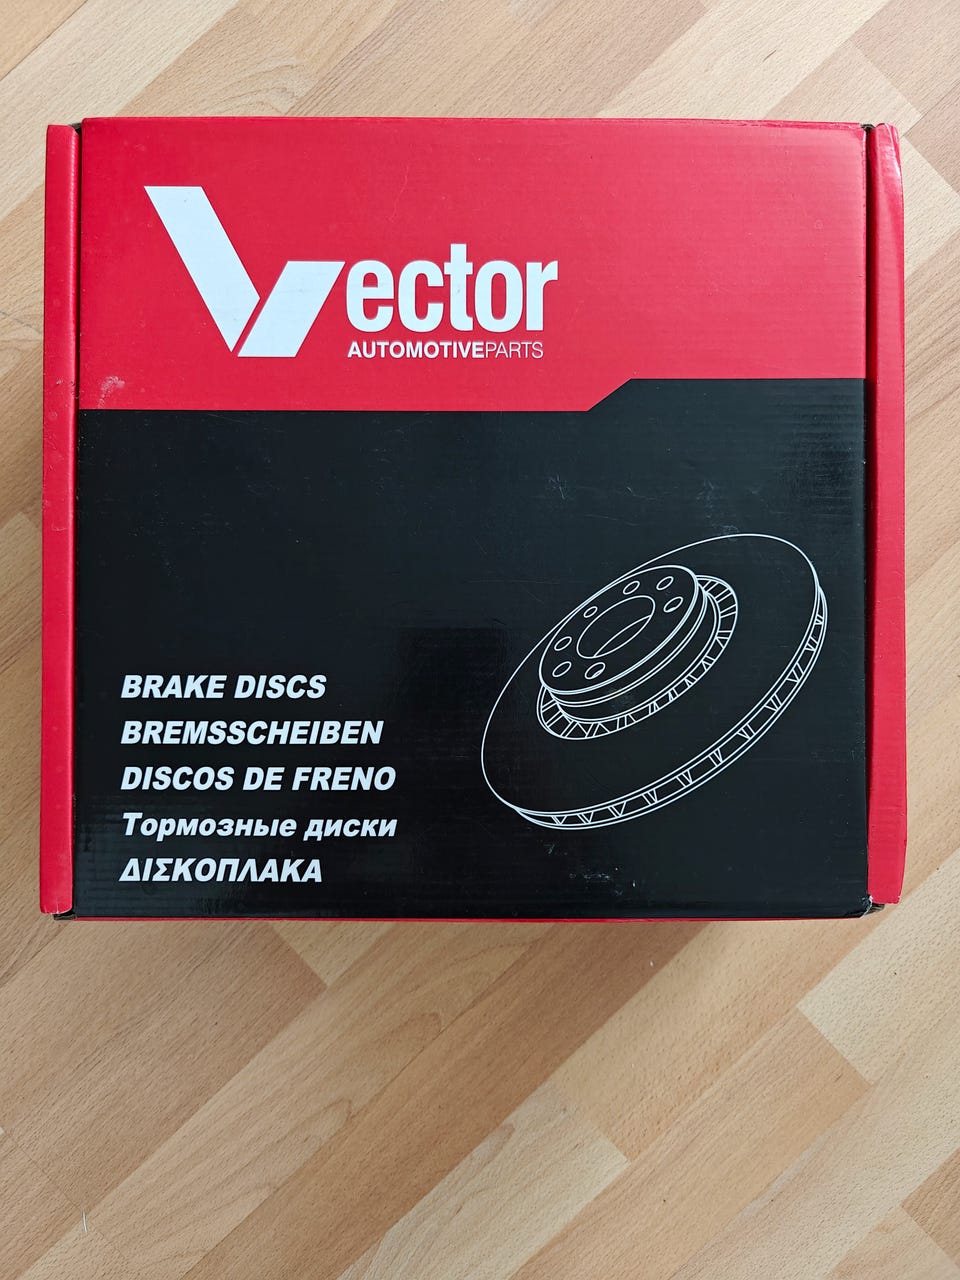 Vector
AUTOMOTIVEPARTS
BRAKE DISCS
BREMSSCHEIBEN
DISCOS DE FRENO
Тормозные диски
ΔΙΣΚΟΠΛΑΚΑ